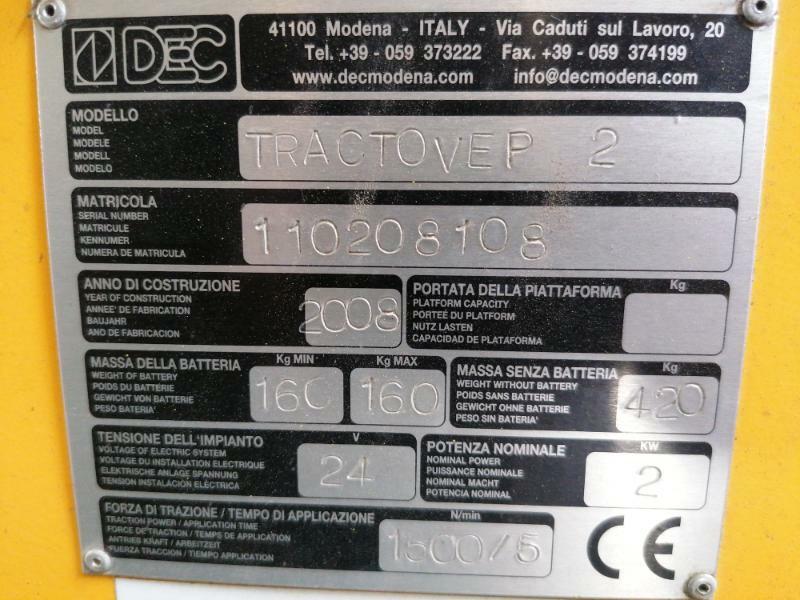 DEC
41100 Modena - ITALY - Via Caduti sul Lavoro, 20
Tel. +39 - 059 373222 Fax. +39 - 059 374199
www.decmodena.com info@decmodena.com
MODELLO
MODEL
MODELE
MODELL
MODELO
TRACTOVEP 2
MATRICOLA
SERIAL NUMBER
MATRICULE
KENNUMER
NUMERA DE MATRICULA
110208108
ANNO DI COSTRUZIONE
YEAR OF CONSTRUCTION
ANNEE' DE FABRICATION
BAUJAHR
ANO DE FABRICACION
2008
PORTATA DELLA PIATTAFORMA
PLATFORM CAPACITY
PORTEÉ DU PLATFORM
NUTZ LASTEN
CAPACIDAD DE PLATAFORMA
Kg
MASSA DELLA BATTERIA
WEIGHT OF BATTERY
POIDS DU BATTERIE
GEWICHT VON BATTERIE
PESO BATERIA'
Kg MIN
160
Kg MAX
160
MASSA SENZA BATTERIA
WEIGHT WITHOUT BATTERY
POIDS SANS BATTERIE
GEWICHT OHNE BATTERIE
PESO SIN BATERIA'
Kg
420
TENSIONE DELL'IMPIANTO
VOLTAGE OF ELECTRIC SYSTEM
VOLTAGE DU INSTALLATION ELECTRIQUE
ELEKTRISCHE ANLAGE SPANNUNG
TENSION INSTALACIÓN ELÉCTRICA
V
24
POTENZA NOMINALE
NOMINAL POWER
PUISSANCE NOMINALE
NOMINAL MACHT
POTENCIA NOMINAL
KW
2
FORZA DI TRAZIONE / TEMPO DI APPLICAZIONE
TRACTION POWER / APPLICATION TIME
FORCE DE TRACTION / TEMPS DE APPLICATION
ANTRIES KRAFT / ARBEITZEIT
FUERZA TRACCION / TIEMPO APPLICATION
N/min
1500/5
CE